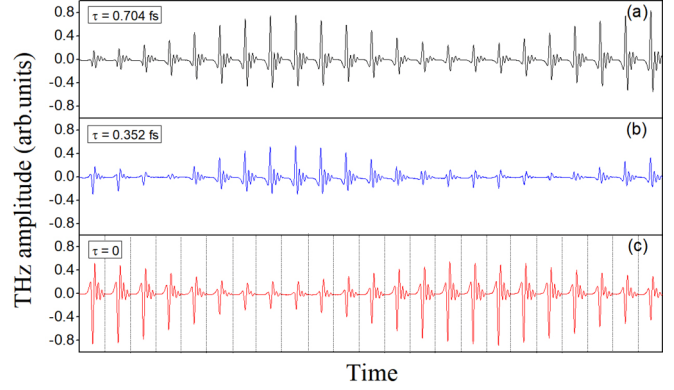 τ = 0.704 fs
(a)
0.8
0.4
0.0
-0.4
-0.8
τ = 0.352 fs
(b)
0.8
0.4
0.0
-0.4
-0.8
τ = 0
(c)
0.8
0.4
0.0
-0.4
-0.8
THz amplitude (arb.units)
Time